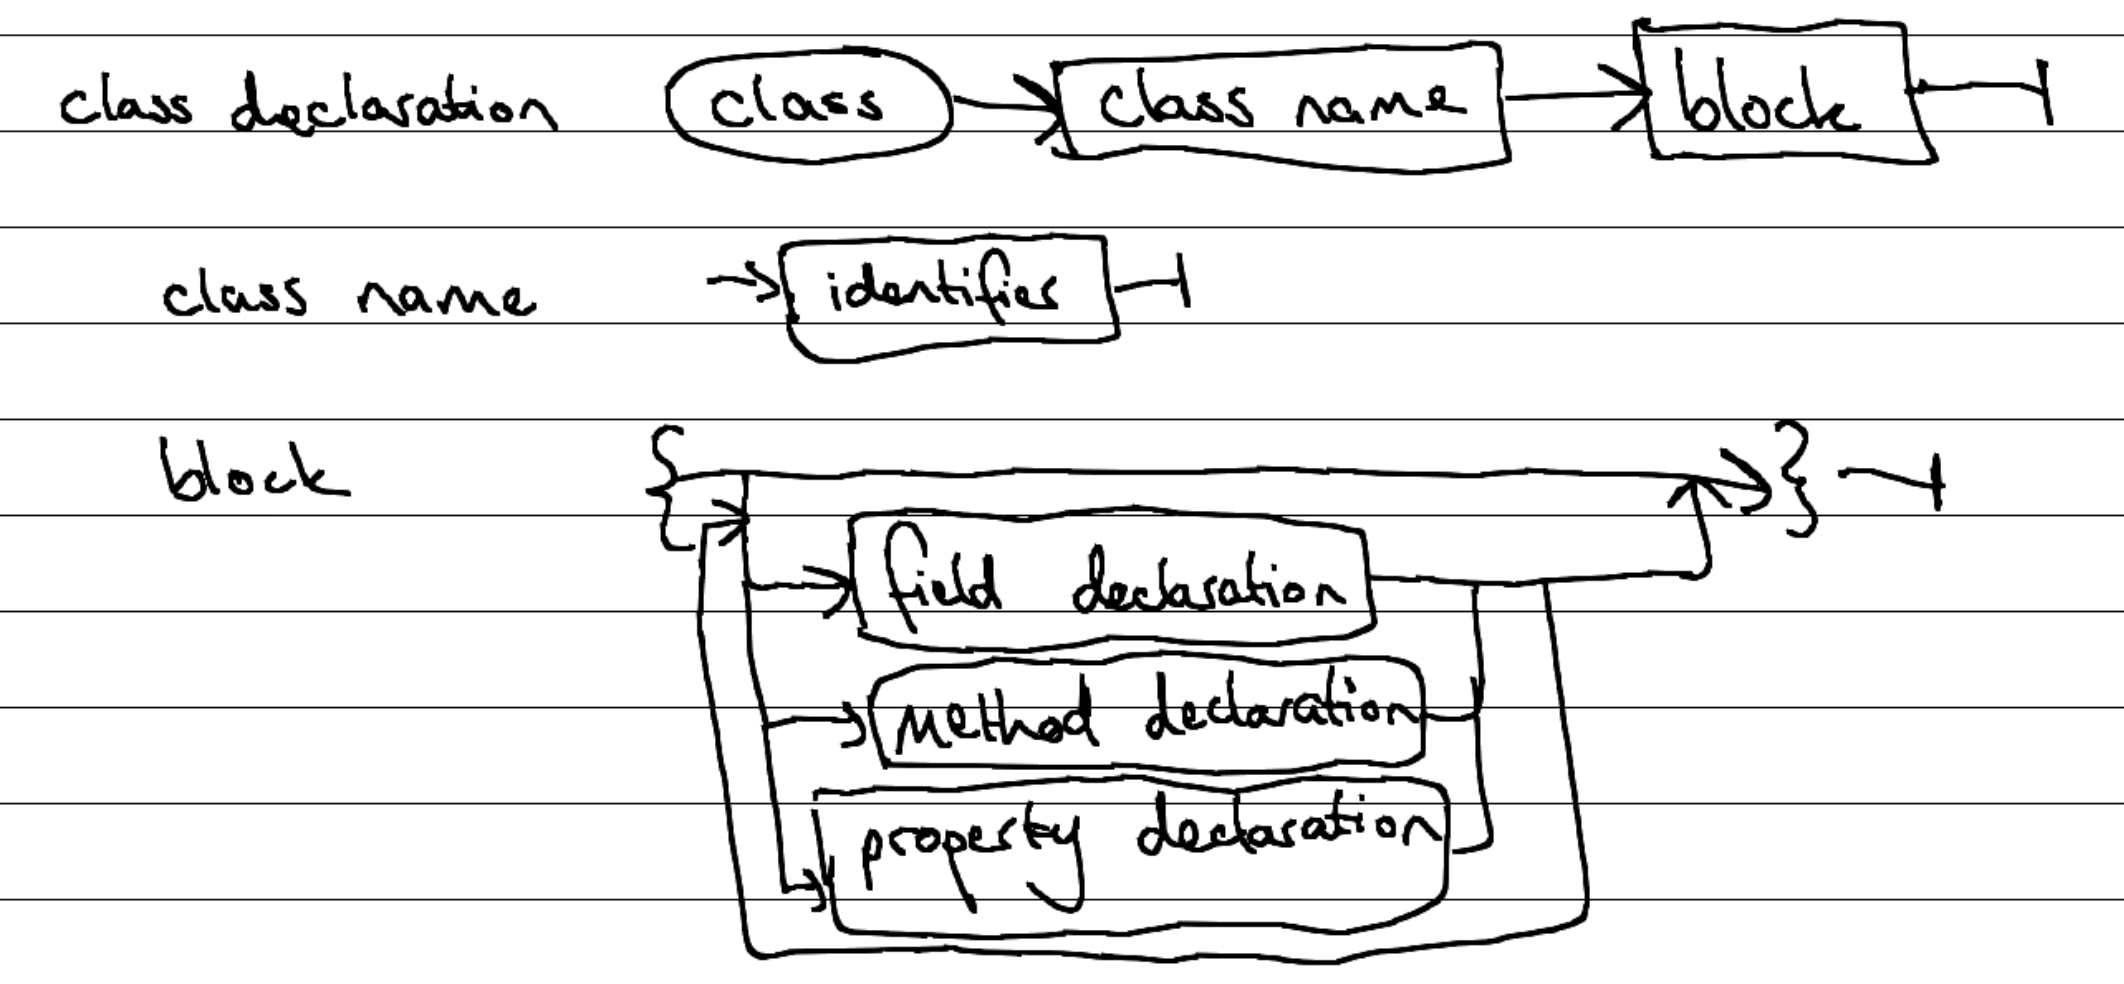 class declaration class class name block
class name identifier
block { }
field declaration
method declaration
property declaration